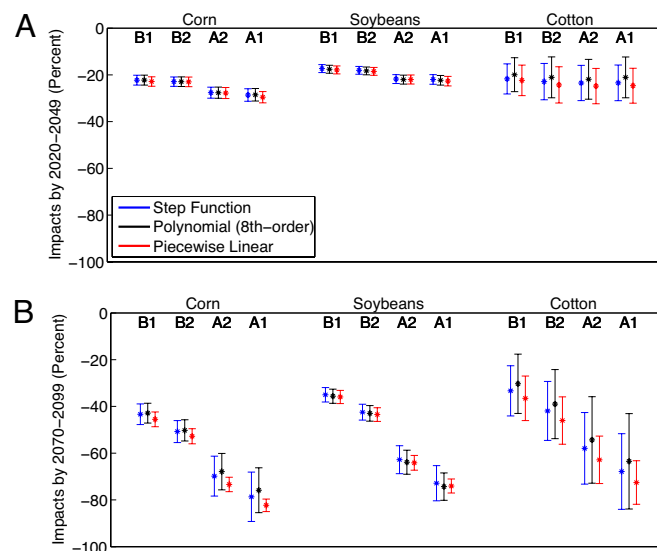 A
Corn Soybeans Cotton
0
B1 B2 A2 A1 B1 B2 A2 A1 B1 B2 A2 A1
−20
−40
−60
−80
−100
Impacts by 2020−2049 (Percent)
Step Function
Polynomial (8th−order)
Piecewise Linear
B
Corn Soybeans Cotton
0
B1 B2 A2 A1 B1 B2 A2 A1 B1 B2 A2 A1
−20
−40
−60
−80
−100
Impacts by 2070−2099 (Percent)